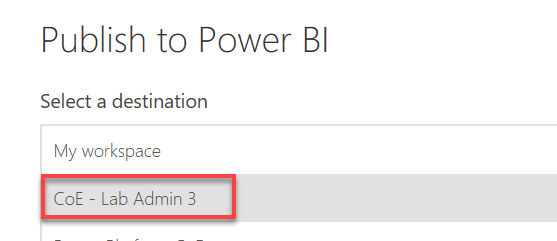 Publish to Power BI
Select a destination
My workspace
CoE - Lab Admin 3